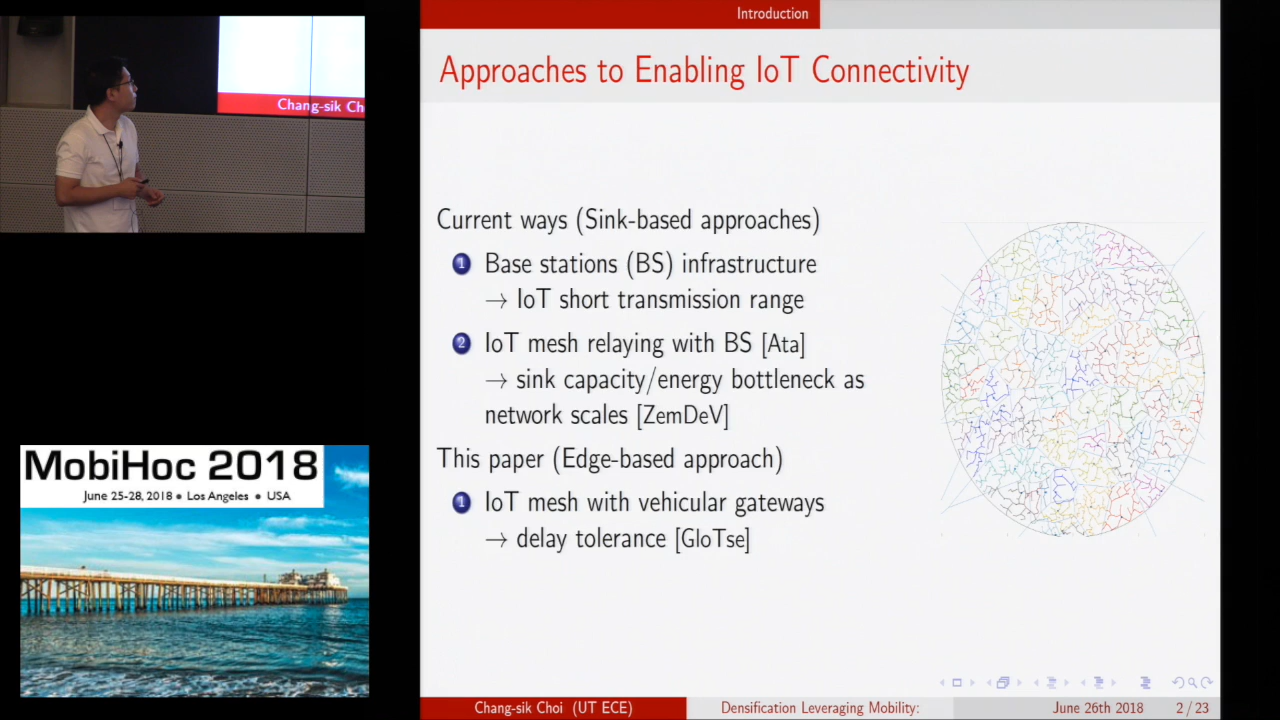 Chang-sik Ch
MobiHoc 2018
June 25-28, 2018 • Los Angeles • USA
Introduction
Approaches to Enabling IoT Connectivity
Current ways (Sink-based approaches)
1 Base stations (BS) infrastructure
→ IoT short transmission range
2 IoT mesh relaying with BS [Ata]
→ sink capacity/energy bottleneck as
network scales [ZemDeV]
This paper (Edge-based approach)
1 IoT mesh with vehicular gateways
→ delay tolerance [GloTse]
Chang-sik Choi (UT ECE)
Densification Leveraging Mobility:
June 26th 2018
2 / 23